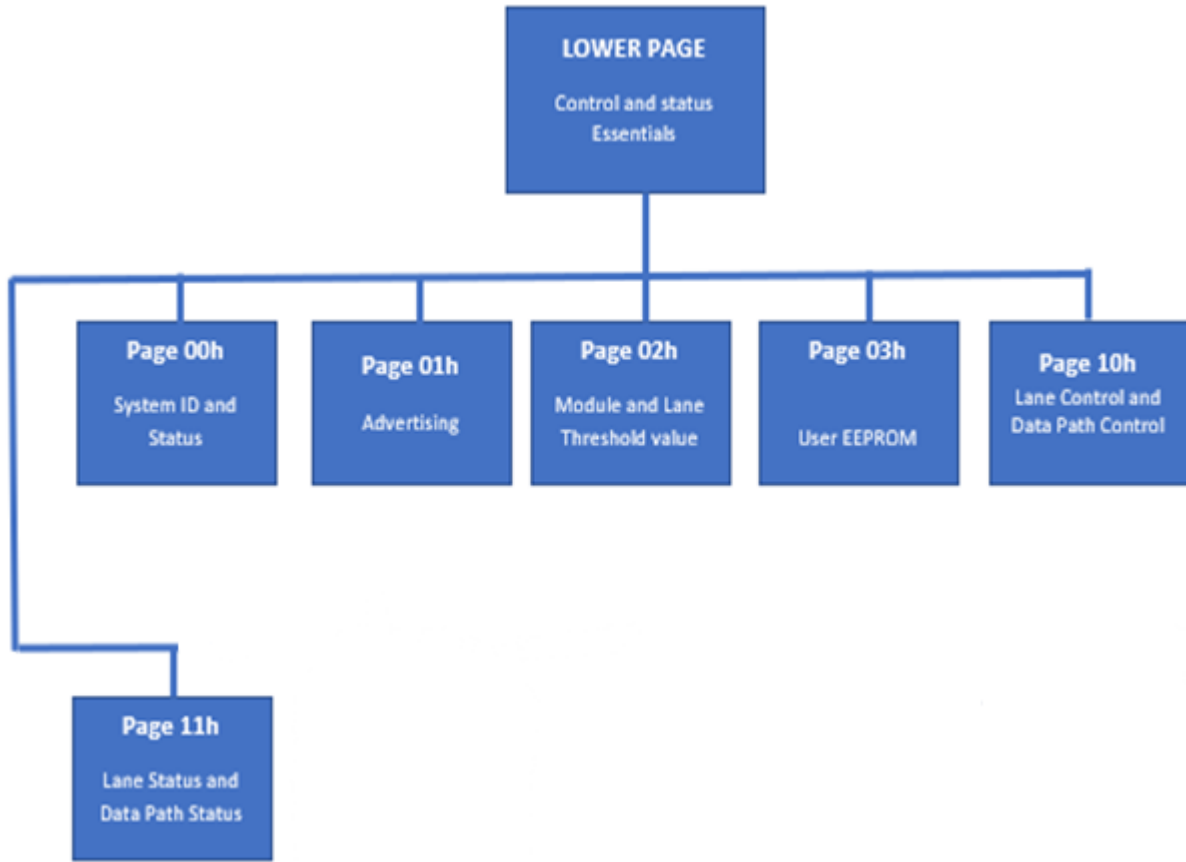 LOWER PAGE
Control and status
Essentials
Page 00h
System ID and
Status
Page 01h
Advertising
Page 02h
Module and Lane
Threshold value
Page 03h
User EEPROM
Page 10h
Lane Control and
Data Path Control
Page 11h
Lane Status and
Data Path Status